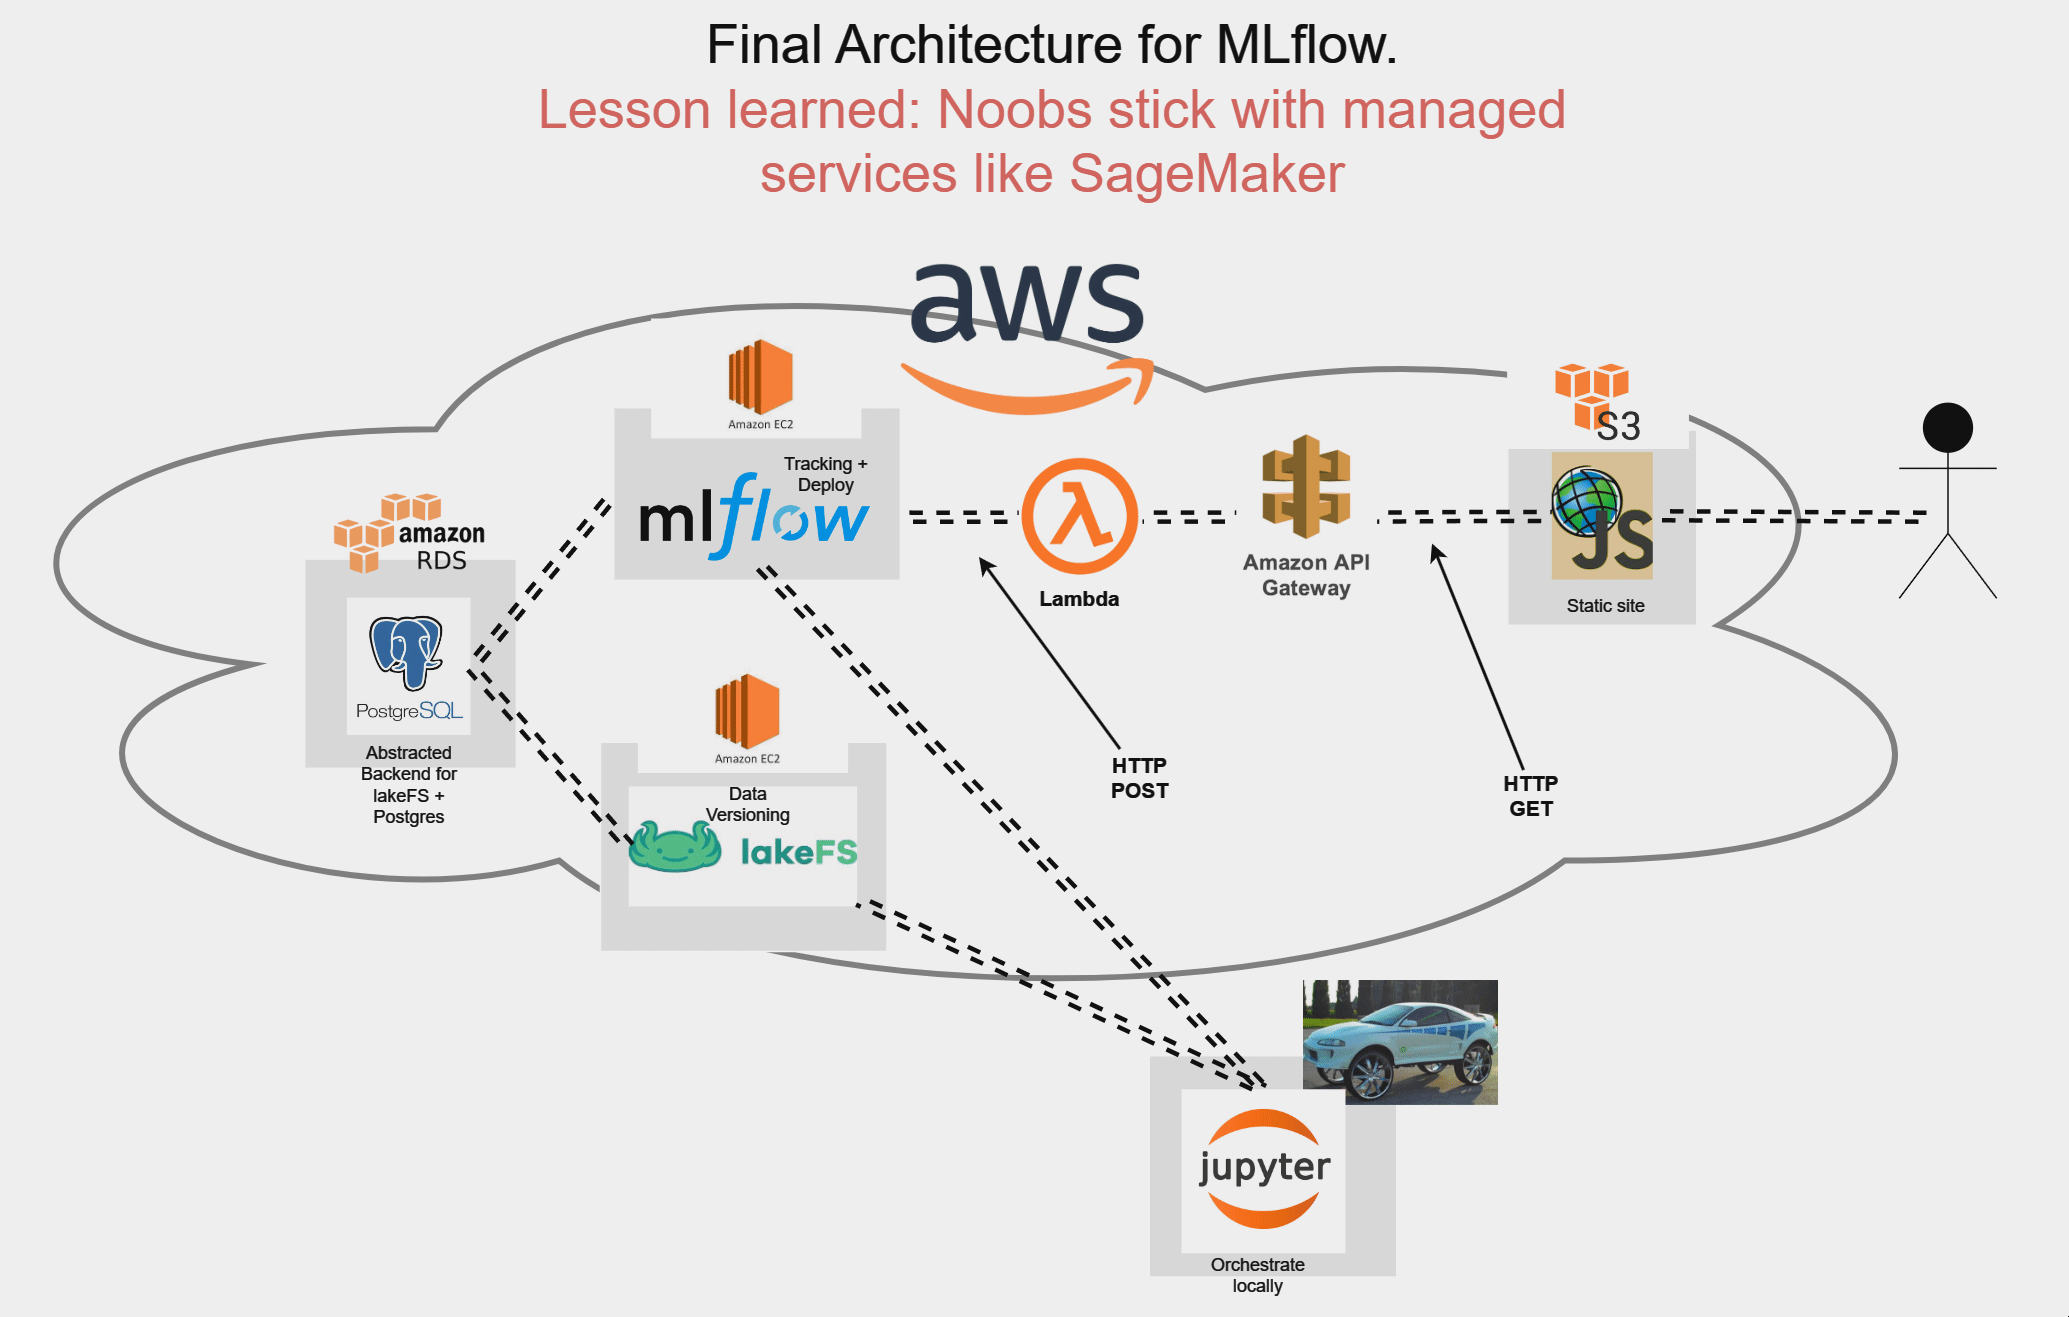 Final Architecture for MLflow.
Lesson learned: Noobs stick with managed
services like SageMaker
aws
Amazon EC2
Tracking +
Deploy
mlflow
amazon
RDS
PostgreSQL
Abstracted
Backend for
lakeFS +
Postgres
Amazon EC2
Data
Versioning
lakeFS
λ
Lambda
Amazon API
Gateway
S3
JS
Static site
HTTP
POST
HTTP
GET
jupyter
Orchestrate
locally